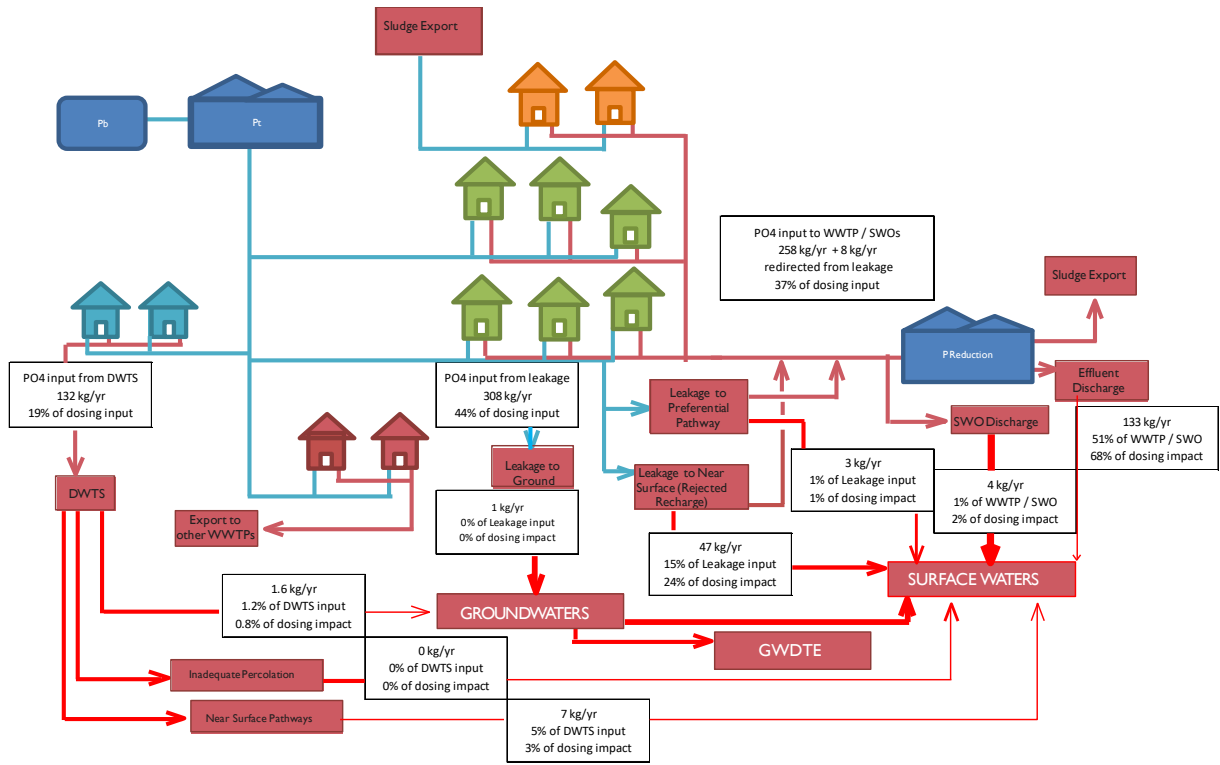 Sludge Export
Pb
Pt
PO4 input to WWTP / SWOs
258 kg/yr + 8 kg/yr
redirected from leakage
37% of dosing input
Sludge Export
P Reduction
Effluent
Discharge
PO4 input from DWTS
132 kg/yr
19% of dosing input
PO4 input from leakage
308 kg/yr
44% of dosing input
Leakage to
Preferential
Pathway
SWO Discharge
133 kg/yr
51% of WWTP / SWO
68% of dosing impact
Leakage to
Ground
Leakage to Near
Surface (Rejected
Recharge)
3 kg/yr
1% of Leakage input
1% of dosing impact
4 kg/yr
1% of WWTP / SWO
2% of dosing impact
DWTS
Export to
other WWTPs
1 kg/yr
0% of Leakage input
0% of dosing impact
47 kg/yr
15% of Leakage input
24% of dosing impact
SURFACE WATERS
1.6 kg/yr
1.2% of DWTS input
0.8% of dosing impact
GROUNDWATERS
GWDTE
0 kg/yr
0% of DWTS input
0% of dosing impact
Inadequate Percolation
Near Surface Pathways
7 kg/yr
5% of DWTS input
3% of dosing impact